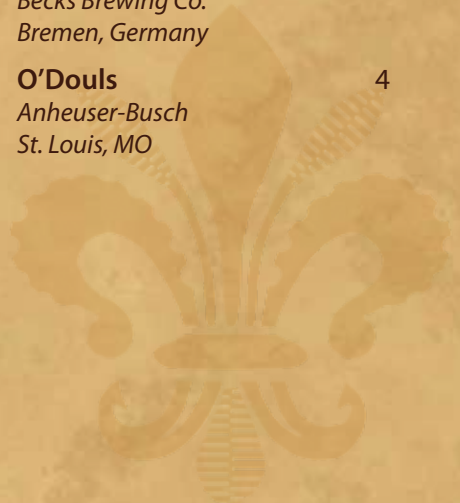 Becks Brewing Co.
Bremen, Germany
O'Douls 4
Anheuser-Busch
St. Louis, MO